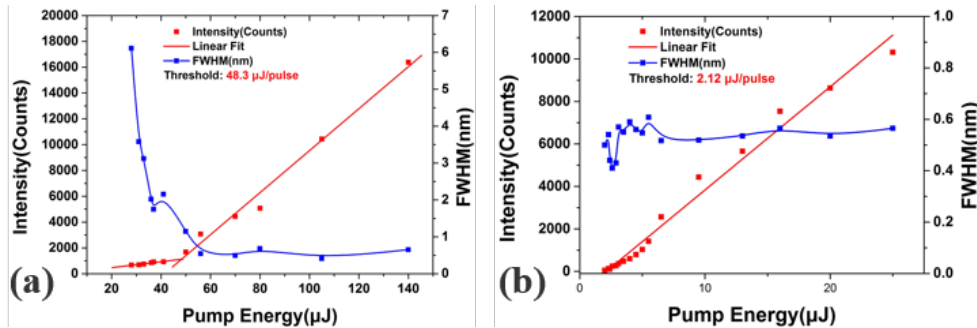 20000
18000
16000
14000
12000
10000
8000
6000
4000
2000
0
Intensity(Counts)
Intensity(Counts)
Linear Fit
FWHM(nm)
Threshold: 48.3 µJ/pulse
7
6
5
4
3
2
1
0
FWHM(nm)
20 40 60 80 100 120 140
Pump Energy(µJ)
(a)
12000
10000
8000
6000
4000
2000
0
Intensity(Counts)
Intensity(Counts)
Linear Fit
FWHM(nm)
Threshold: 2.12 µJ/pulse
1.0
0.8
0.6
0.4
0.2
0.0
FWHM(nm)
0 10 20
Pump Energy(µJ)
(b)